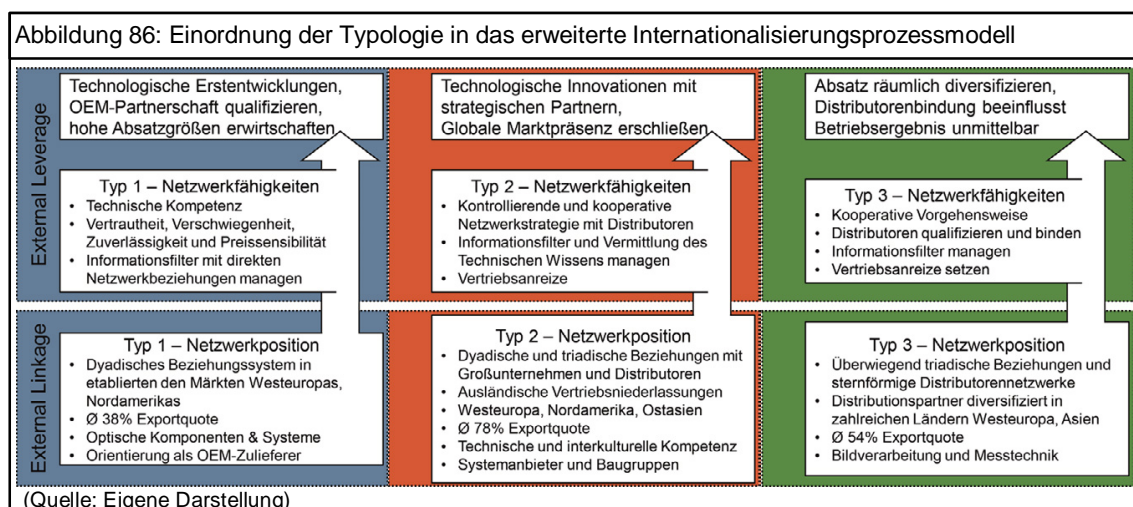 Abbildung 86: Einordnung der Typologie in das erweiterte Internationalisierungsprozessmodell
External Leverage
Technologische Erstentwicklungen,
OEM-Partnerschaft qualifizieren,
hohe Absatzgrößen erwirtschaften
Technologische Innovationen mit
strategischen Partnern,
Globale Marktpräsenz erschließen
Absatz räumlich diversifizieren,
Distributorenbindung beeinflusst
Betriebsergebnis unmittelbar
Typ 1 – Netzwerkfähigkeiten
• Technische Kompetenz
• Vertrautheit, Verschwiegenheit,
Zuverlässigkeit und Preissensibilität
• Informationsfilter mit direkten
Netzwerkbeziehungen managen
Typ 2 – Netzwerkfähigkeiten
• Kontrollierende und kooperative
Netzwerkstrategie mit Distributoren
• Informationsfilter und Vermittlung des
Technischen Wissens managen
• Vertriebsanreize
Typ 3 – Netzwerkfähigkeiten
• Kooperative Vorgehensweise
• Distributoren qualifizieren und binden
• Informationsfilter managen
• Vertriebsanreize setzen
External Linkage
Typ 1 – Netzwerkposition
• Dyadisches Beziehungssystem in
etablierten den Märkten Westeuropas,
Nordamerikas
• Ø 38% Exportquote
• Optische Komponenten & Systeme
• Orientierung als OEM-Zulieferer
Typ 2 – Netzwerkposition
• Dyadische und triadische Beziehungen mit
Großunternehmen und Distributoren
• Ausländische Vertriebsniederlassungen
• Westeuropa, Nordamerika, Ostasien
• Ø 78% Exportquote
• Technische und interkulturelle Kompetenz
• Systemanbieter und Baugruppen
Typ 3 – Netzwerkposition
• Überwiegend triadische Beziehungen und
sternförmige Distributorennetzwerke
• Distributionspartner diversifiziert in
zahlreichen Ländern Westeuropa, Asien
• Ø 54% Exportquote
• Bildverarbeitung und Messtechnik
(Quelle: Eigene Darstellung)